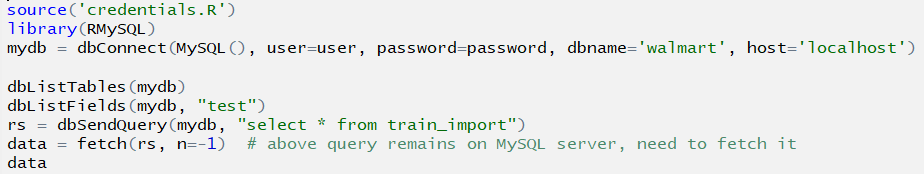 source('credentials.R')
library(RMySQL)
mydb = dbConnect(MySQL(), user=user, password=password, dbname='walmart', host='localhost')
dbListTables(mydb)
dbListFields(mydb, "test")
rs = dbSendQuery(mydb, "select * from train_import")
data = fetch(rs, n=-1)  # above query remains on MySQL server, need to fetch it
data